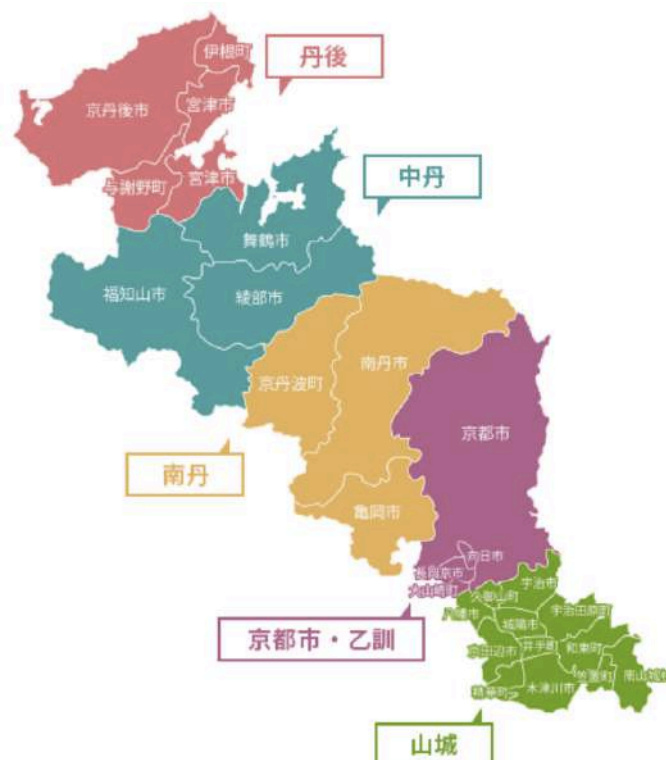 伊根町
丹後
京丹後市
宮津市
与謝野町
宮津市
中丹
舞鶴市
福知山市
綾部市
京丹波町
南丹市
京都市
南丹
亀岡市
向日市
長岡京市
大山崎町
宇治市
久御山町
八幡市
宇治田原町
城陽市
京都市・乙訓
京田辺市
井手町
和束町
笠置町
南山城村
精華町
木津川市
山城